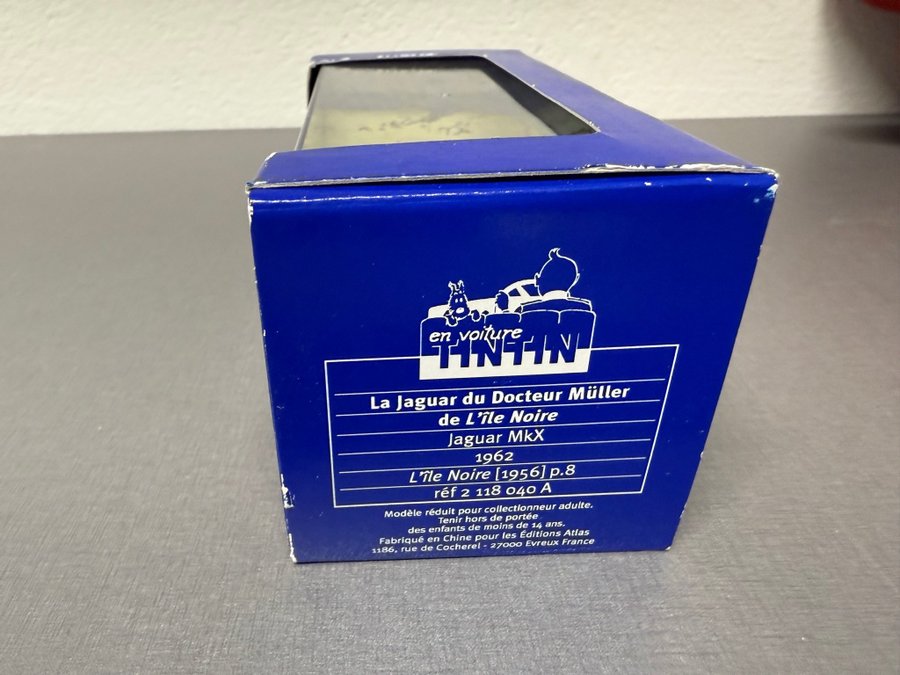 en voiture
TINTIN
La Jaguar du Docteur Müller
de L'île Noire
Jaguar MkX
1962
L'île Noire [1956] p.8
réf 2 118 040 A
Modèle réduit pour collectionneur adulte.
Tenir hors de portée
des enfants de moins de 14 ans.
Fabriqué en Chine pour les Éditions Atlas
1186, rue de Cocherel - 27000 Evreux France